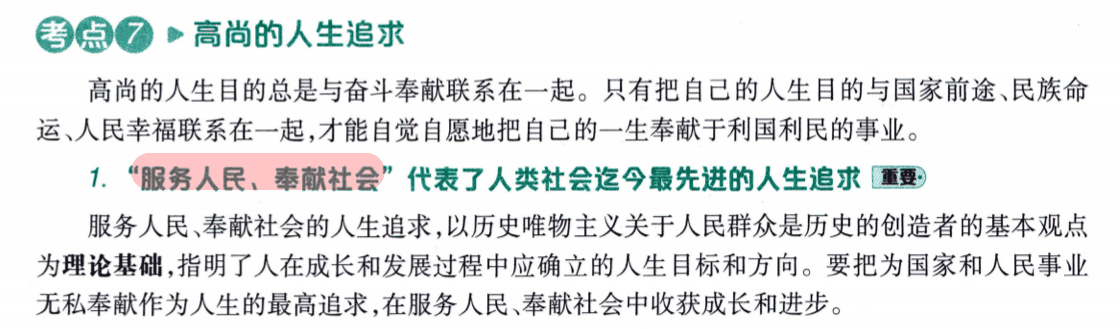 考点7 ▶ 高尚的人生追求
高尚的人生目的总是与奋斗奉献联系在一起。只有把自己的人生目的与国家前途、民族命
运、人民幸福联系在一起,才能自觉自愿地把自己的一生奉献于利国利民的事业。
1. “服务人民、奉献社会”代表了人类社会迄今最先进的人生追求 重要
服务人民、奉献社会的人生追求,以历史唯物主义关于人民群众是历史的创造者的基本观点
为理论基础,指明了人在成长和发展过程中应确立的人生目标和方向。要把为国家和人民事业
无私奉献作为人生的最高追求,在服务人民、奉献社会中收获成长和进步。